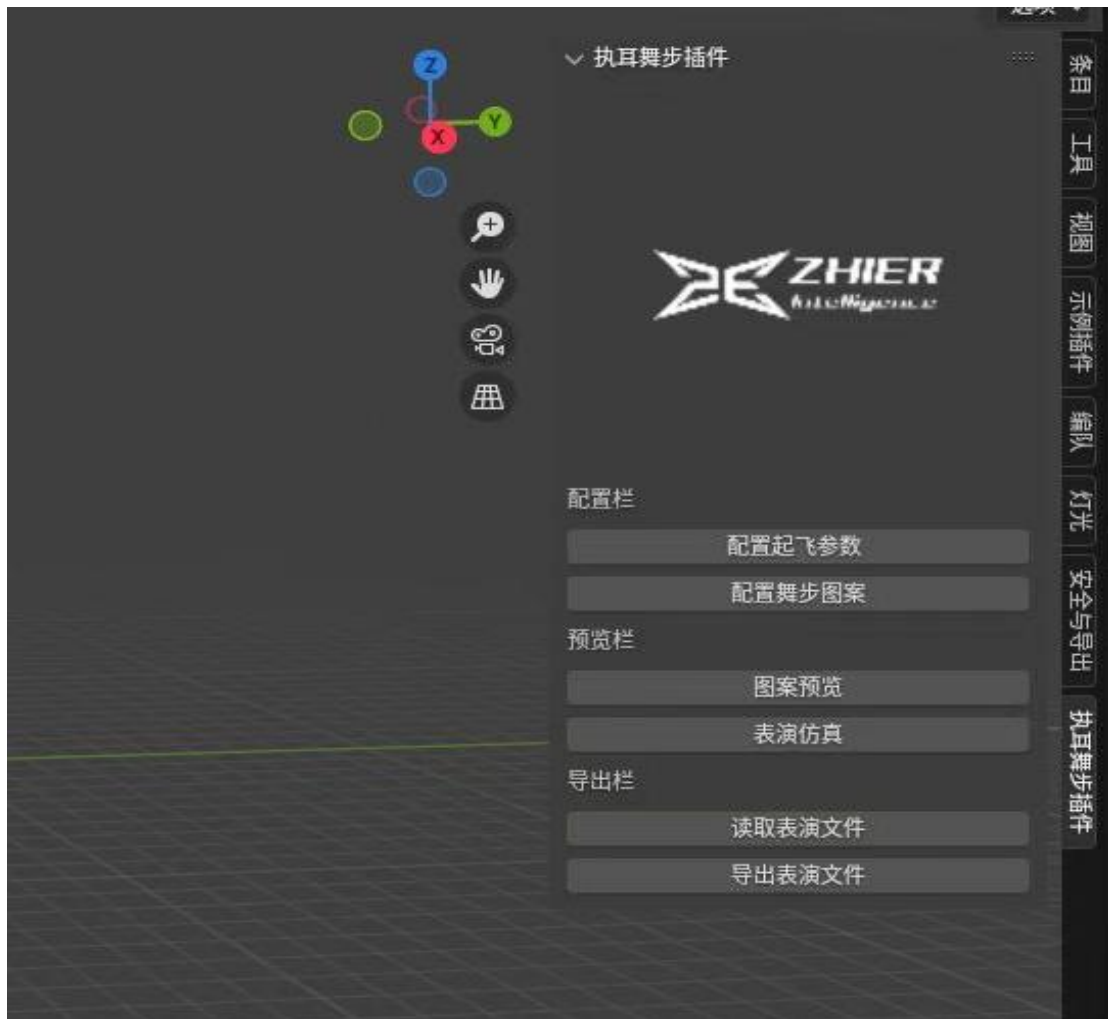 选项
执耳舞步插件
Z
Y
X
ZHIER
Intelligence
配置栏
配置起飞参数
配置舞步图案
预览栏
图案预览
表演仿真
导出栏
读取表演文件
导出表演文件
条目
工具
视图
示例插件
编队
灯光
安全与导出
执耳舞步插件